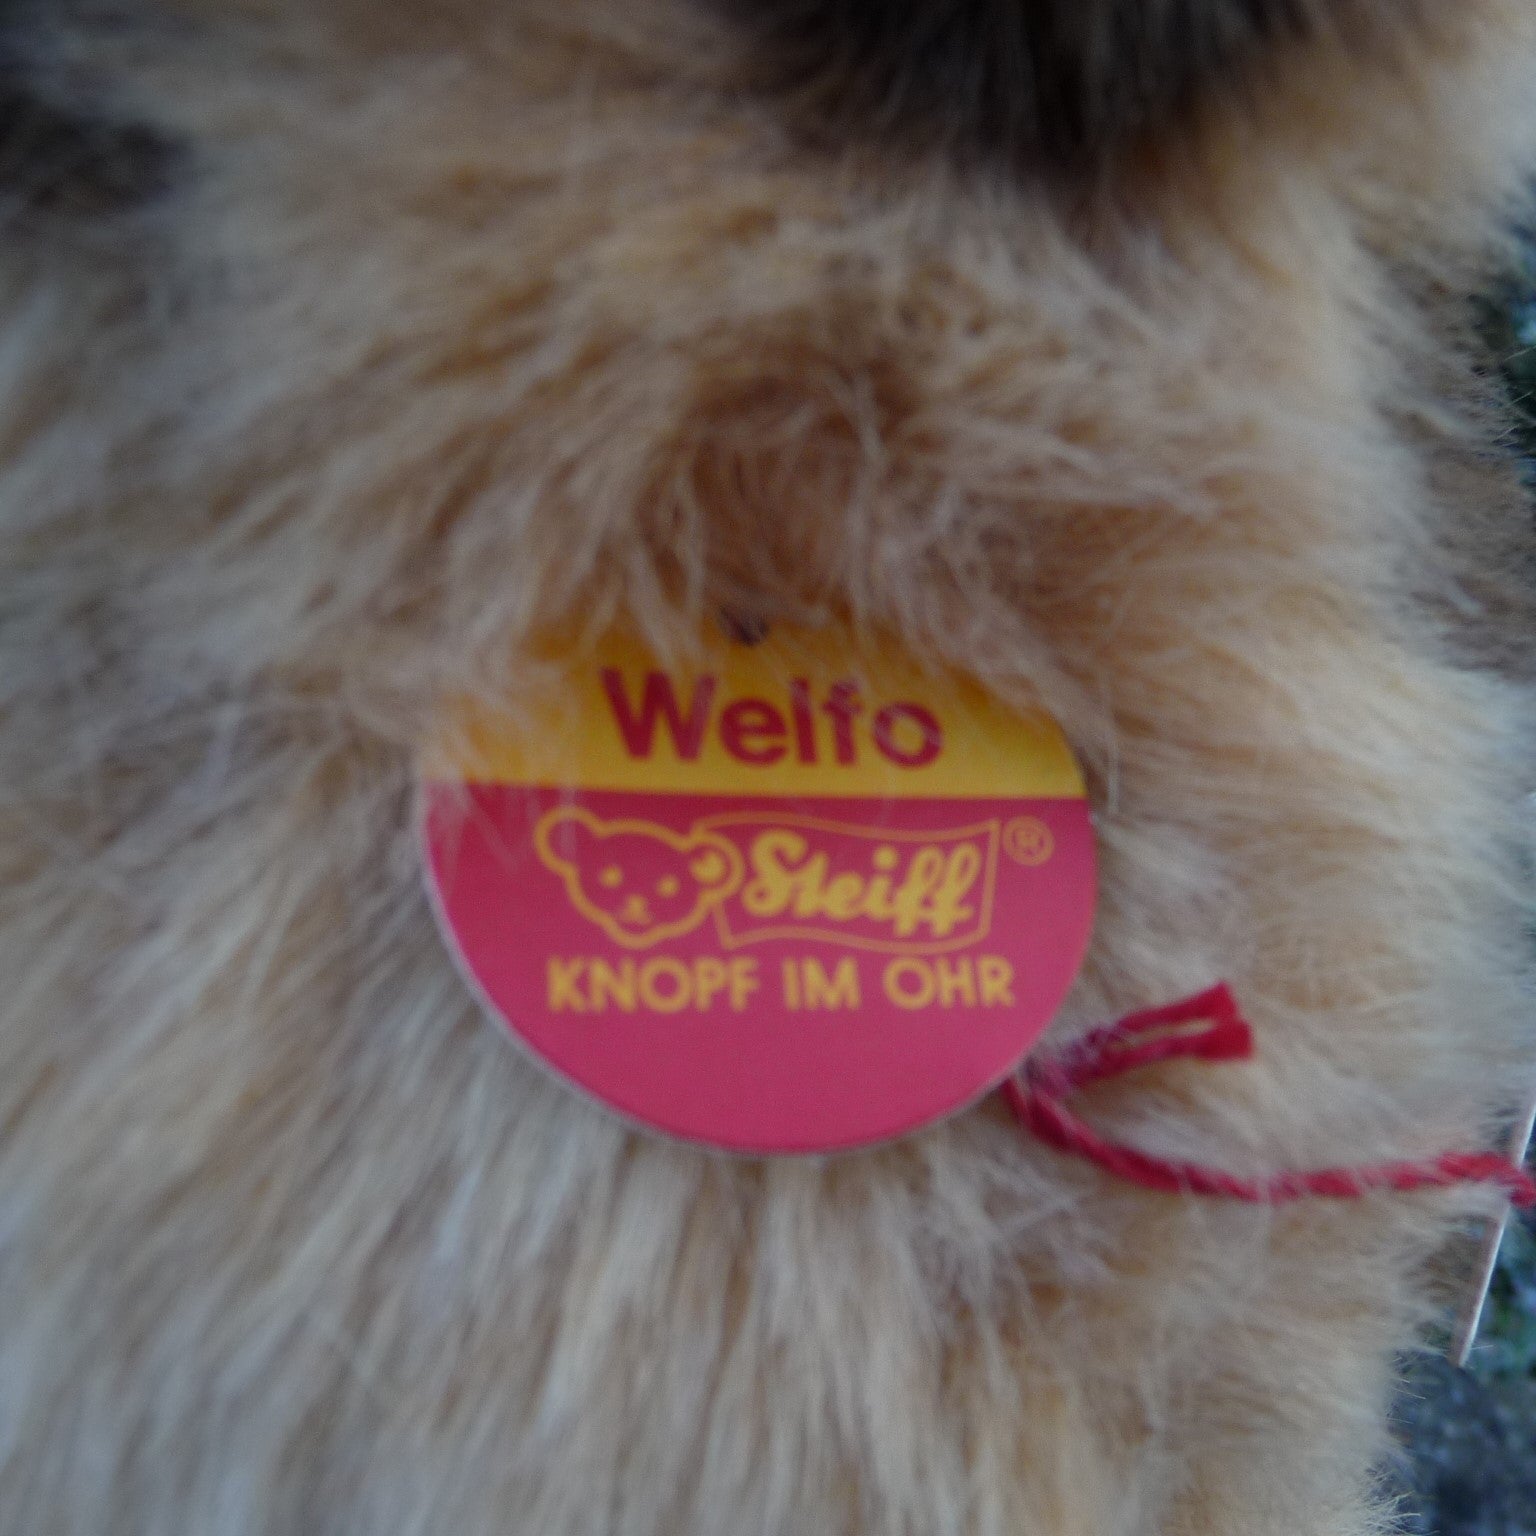 Welfo
Steiff®
KNOPF IM OHR